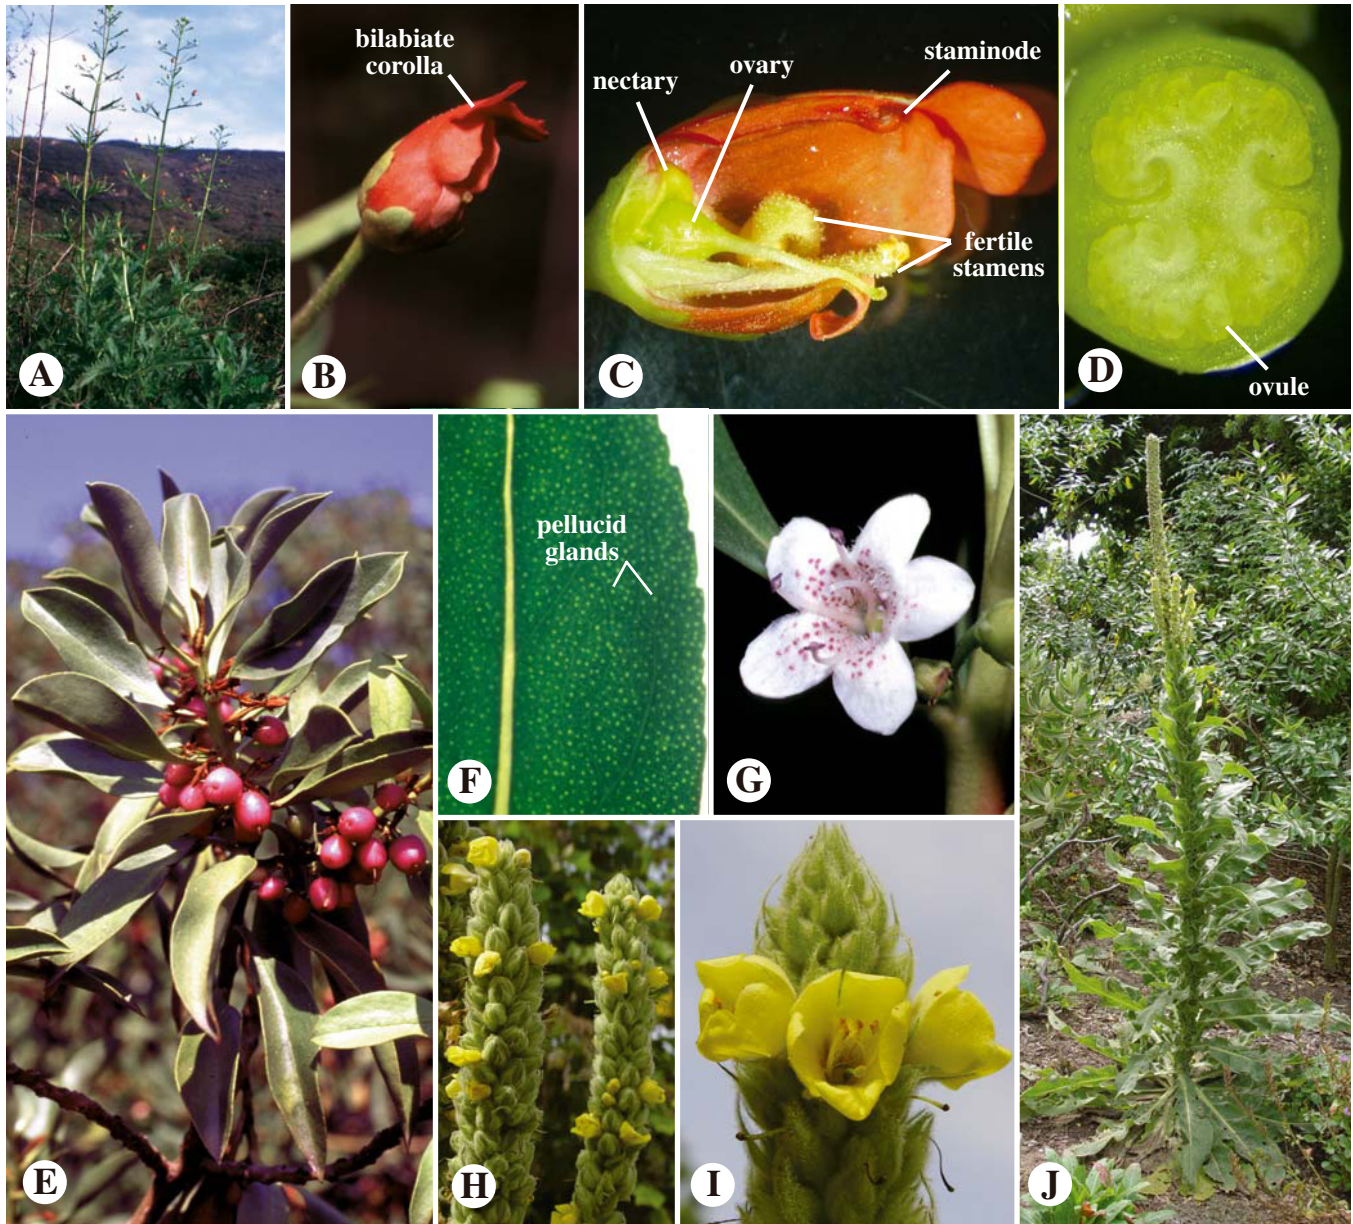 bilabiate
corolla
nectary
ovary
staminode
fertile
stamens
ovule
A
B
C
D
pellucid
glands
E
F
G
H
I
J